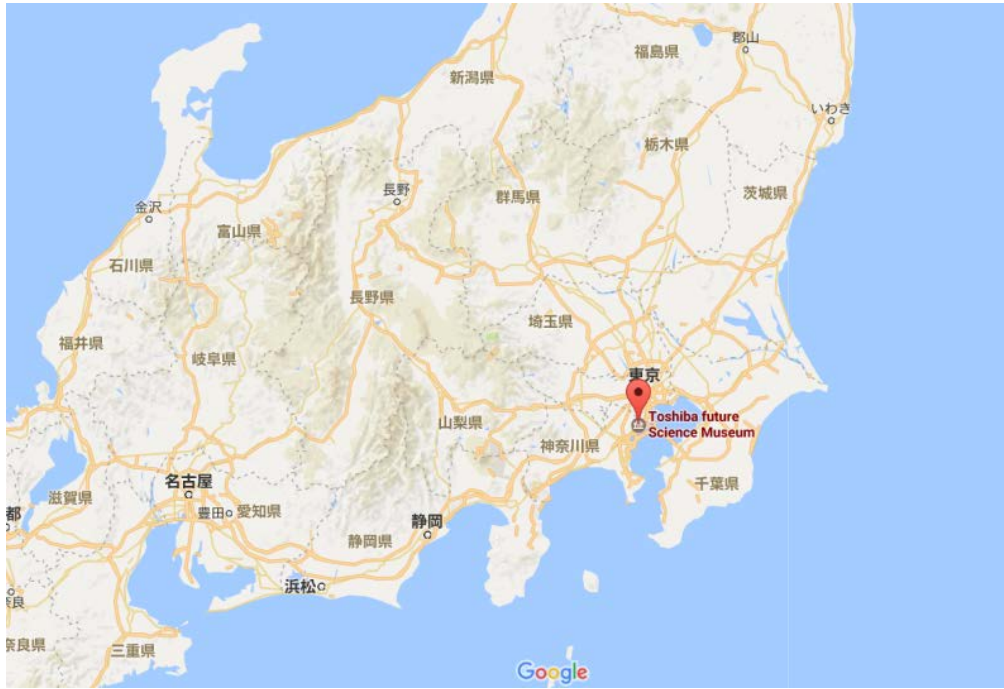 郡山
福島県
新潟県
いわき
栃木県
長野
茨城県
群馬県
金沢
富山県
石川県
長野県
埼玉県
福井県
岐阜県
東京
Toshiba future
Science Museum
山梨県
神奈川県
名古屋
千葉県
滋賀県
都
豊田
愛知県
静岡
静岡県
浜松
奈良
奈良県
三重県
Google